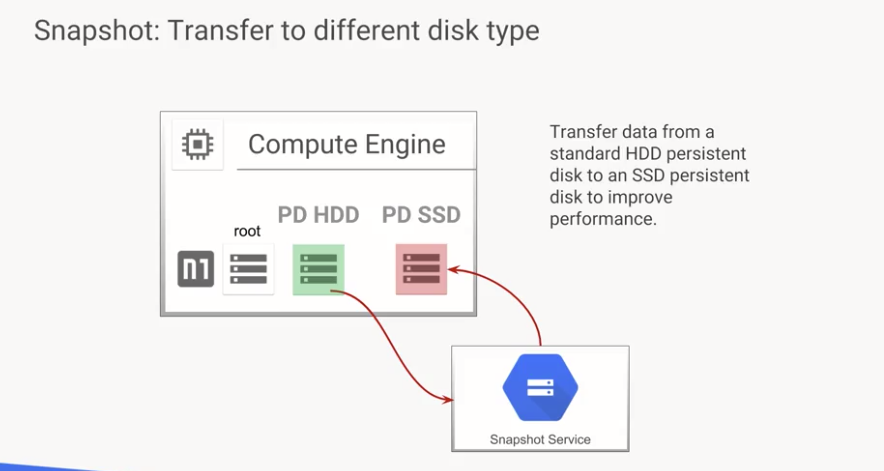 Snapshot: Transfer to different disk type
Compute Engine
PD HDD
PD SSD
root
n1
Transfer data from a
standard HDD persistent
disk to an SSD persistent
disk to improve
performance.
Snapshot Service